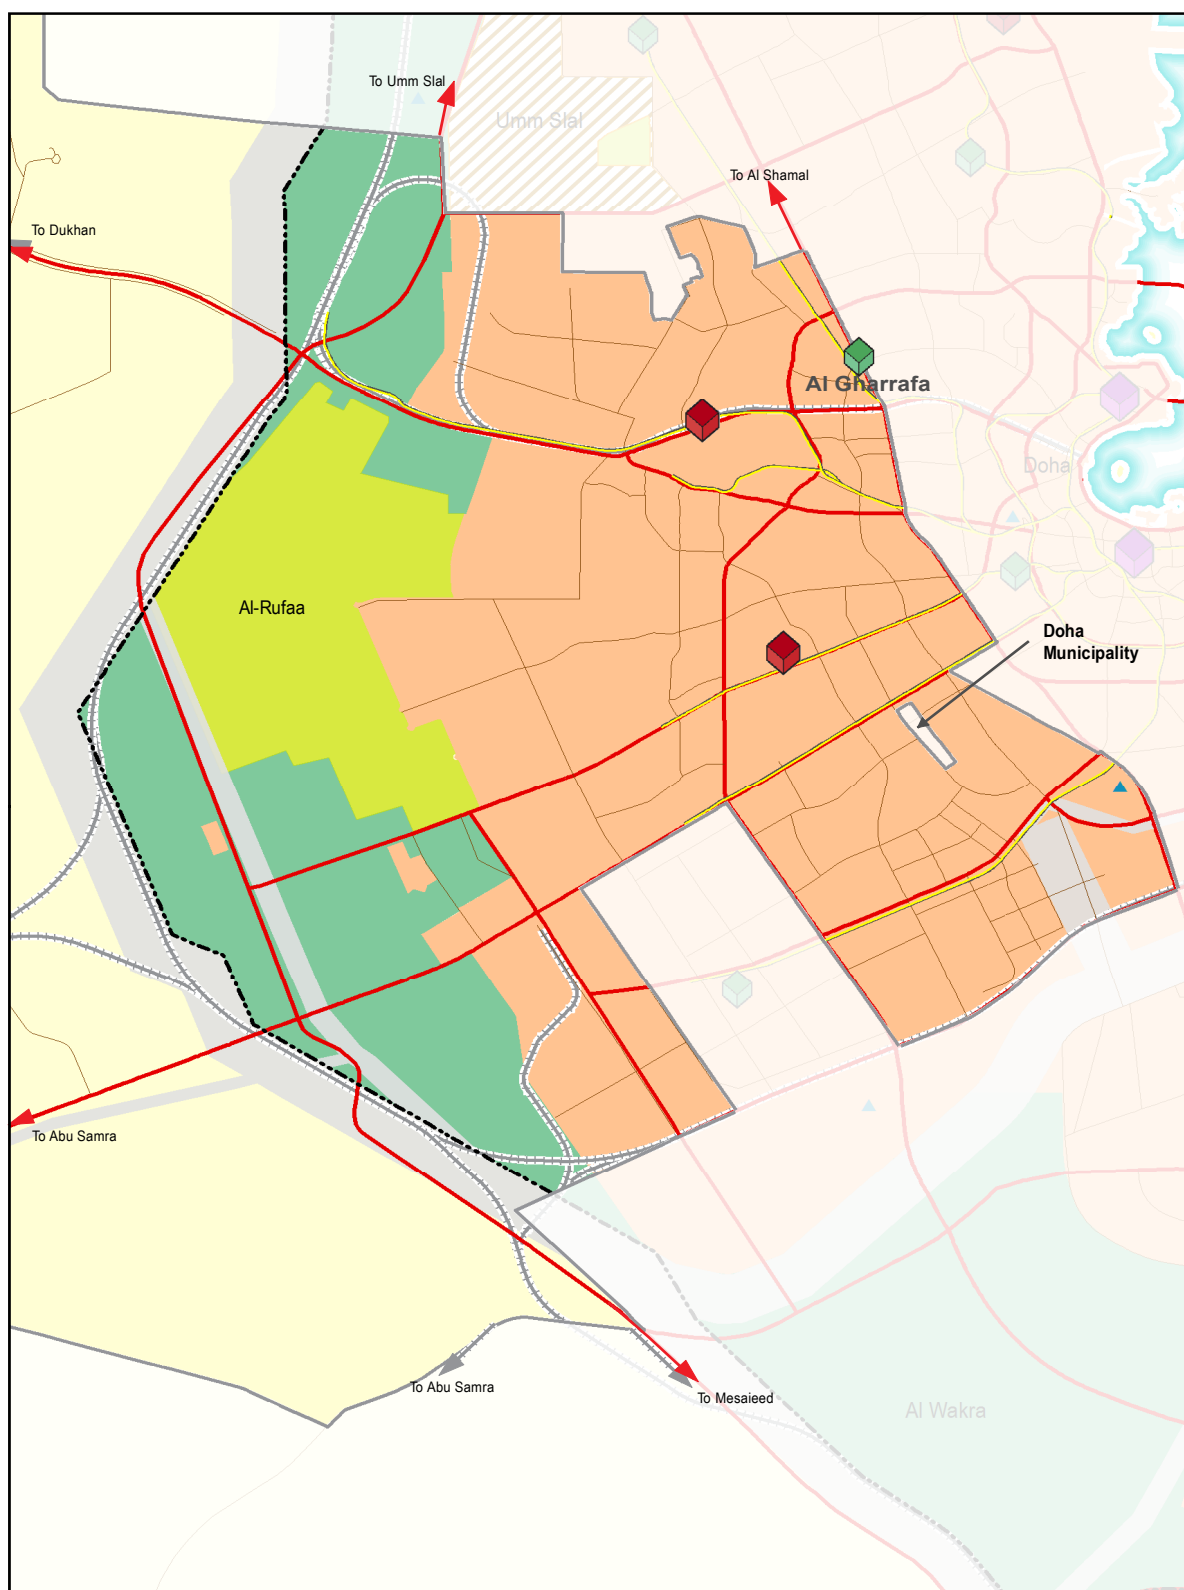 To Umm Slal
Umm Slal
To Al Shamal
To Dukhan
Al Gharrafa
Doha
Al-Rufaa
Doha
Municipality
To Abu Samra
To Abu Samra
To Mesaieed
Al Wakra